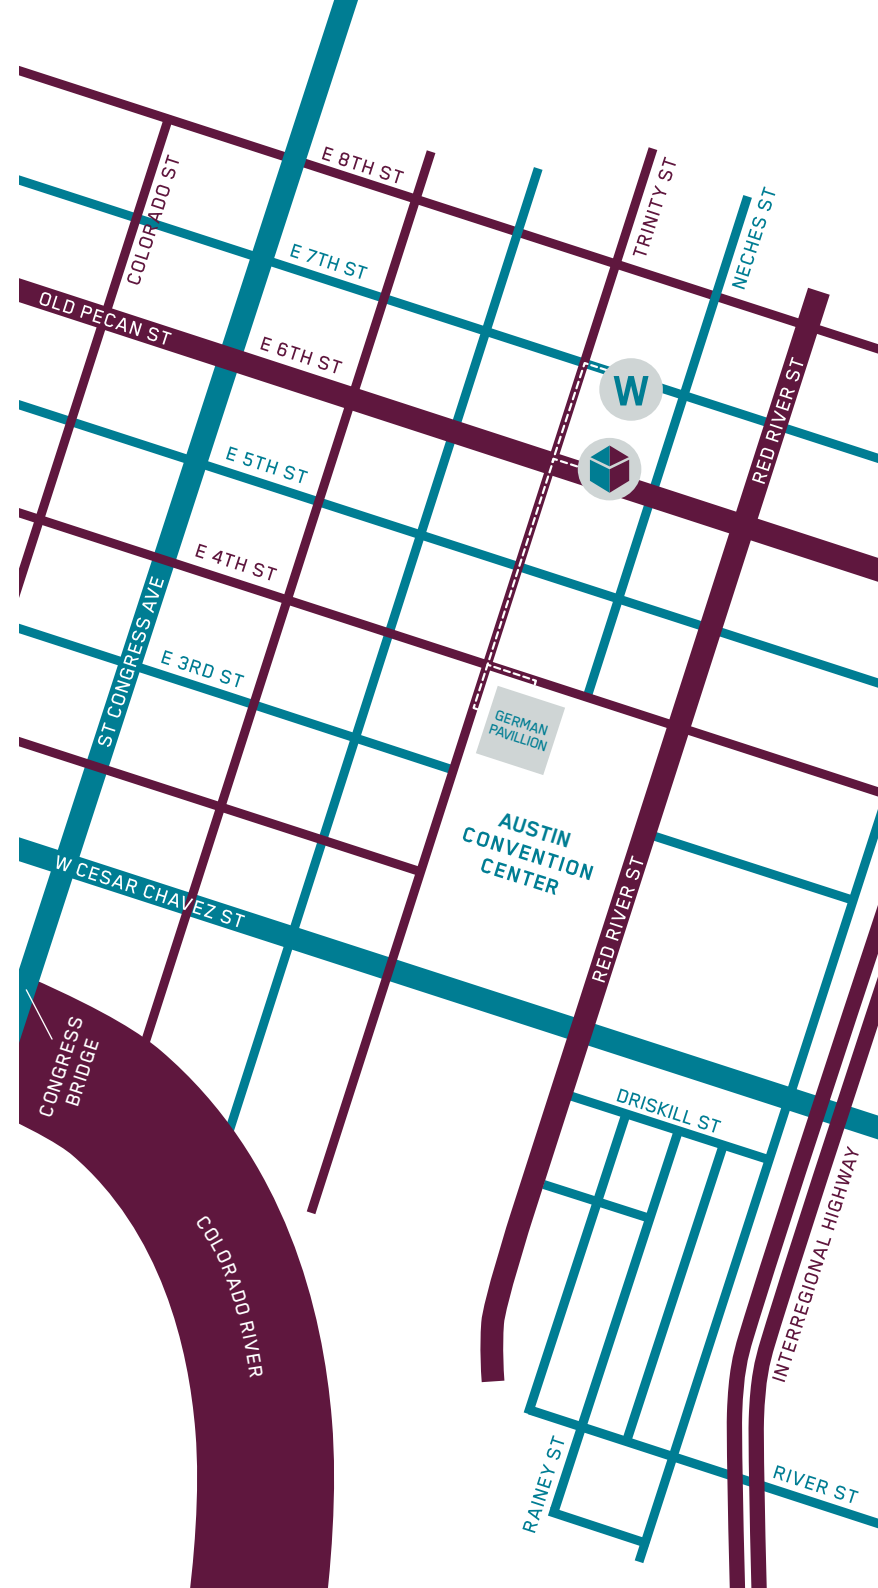 E 8TH ST
COLORADO ST
TRINITY ST
NECHES ST
E 7TH ST
OLD PECAN ST
E 6TH ST
W
RED RIVER ST
E 5TH ST
E 4TH ST
ST CONGRESS AVE
E 3RD ST
GERMAN
PAVILLION
AUSTIN
CONVENTION
CENTER
W CESAR CHAVEZ ST
RED RIVER ST
CONGRESS
BRIDGE
DRISKILL ST
COLORADO RIVER
INTERREGIONAL HIGHWAY
RAINEY ST
RIVER ST